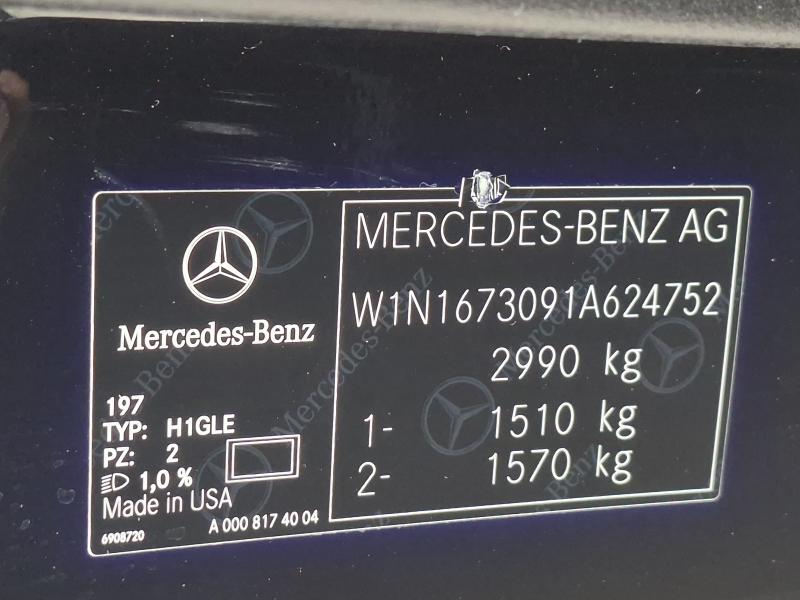 Mercedes-Benz
197
TYP: H1GLE
PZ: 2
1,0 %
Made in USA
6908720
A 000 817 40 04
MERCEDES-BENZ AG
W1N1673091A624752
2990 kg
1- 1510 kg
2- 1570 kg